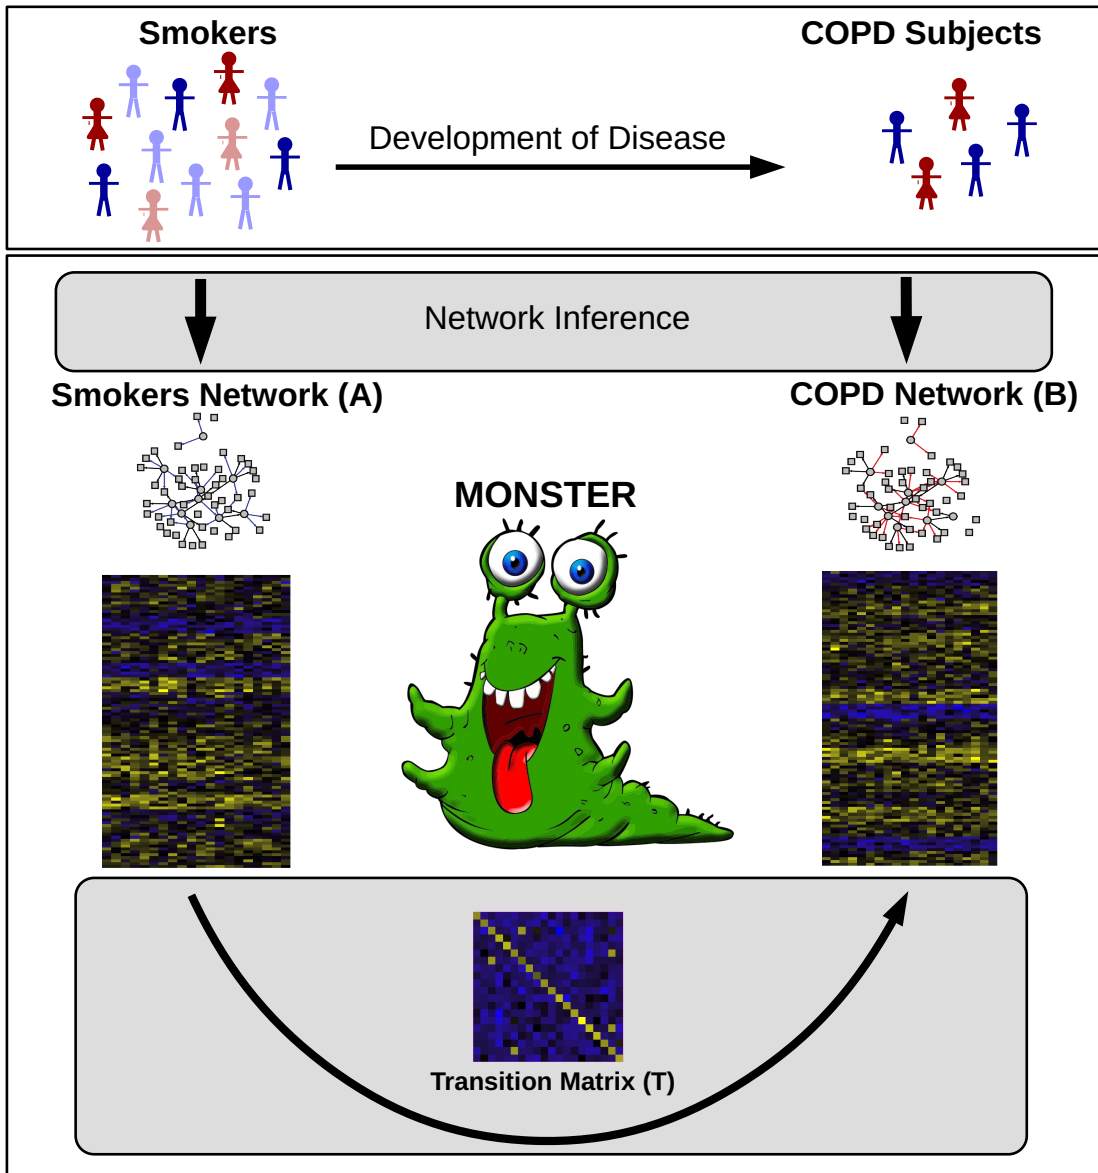 Smokers
COPD Subjects
Development of Disease
Network Inference
Smokers Network (A)
COPD Network (B)
MONSTER
Transition Matrix (T)